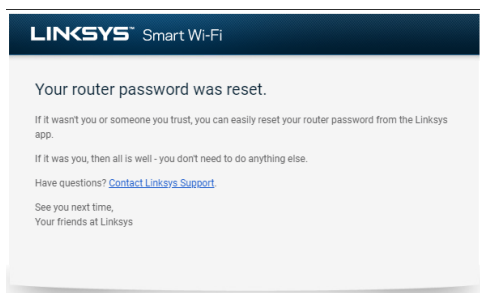 LINKSYS™ Smart Wi-Fi
Your router password was reset.
If it wasn't you or someone you trust, you can easily reset your router password from the Linksys
app.
If it was you, then all is well - you don't need to do anything else.
Have questions? Contact Linksys Support.
See you next time,
Your friends at Linksys